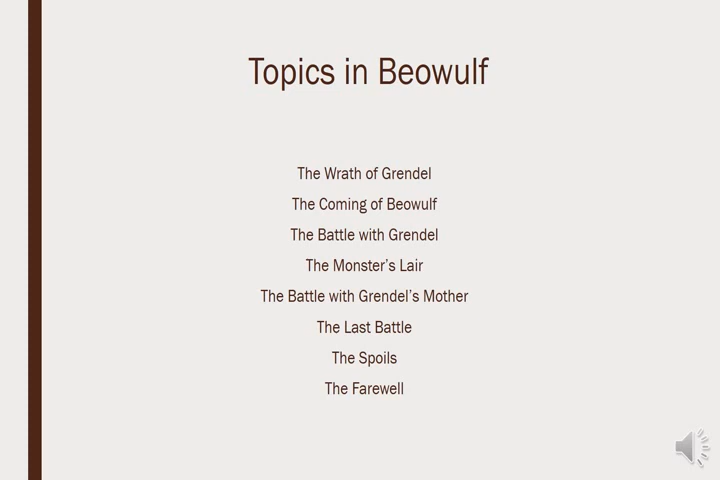 Topics in Beowulf
The Wrath of Grendel
The Coming of Beowulf
The Battle with Grendel
The Monster’s Lair
The Battle with Grendel’s Mother
The Last Battle
The Spoils
The Farewell